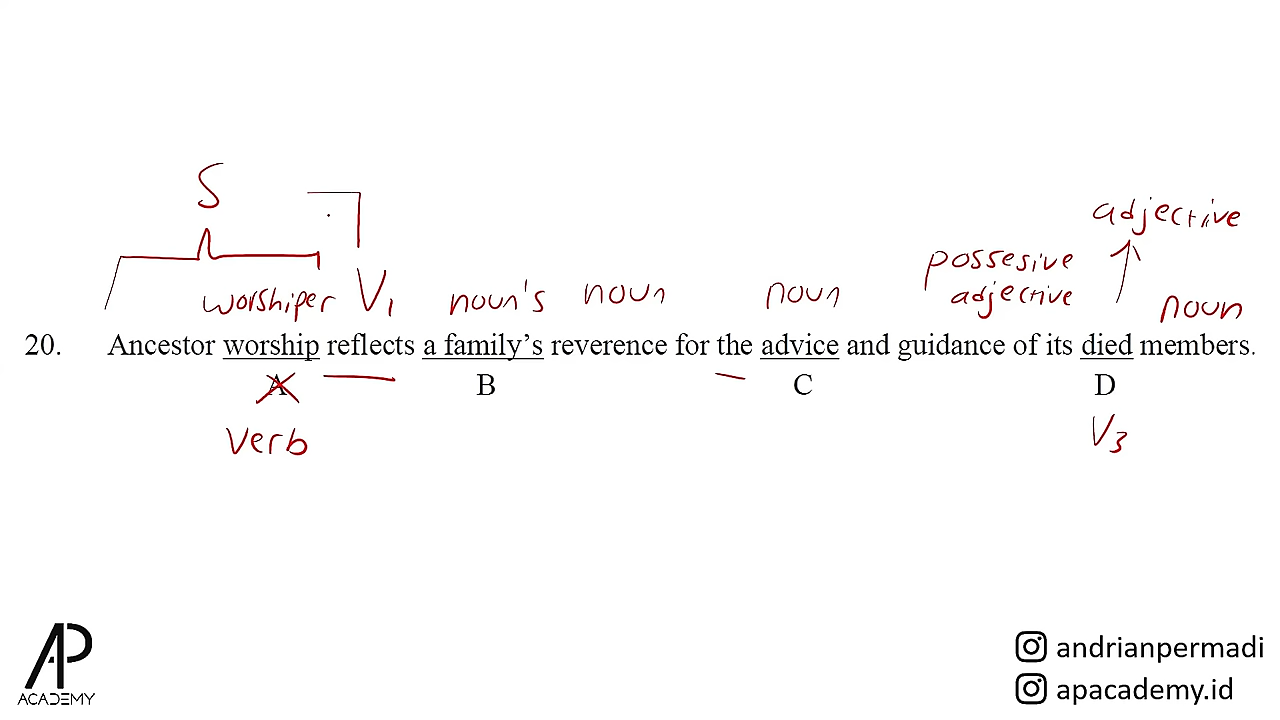 S
adjective
possesive
adjective
worshiper V1 noun's noun noun noun
20. Ancestor worship reflects a family's reverence for the advice and guidance of its died members.
A B C D
verb V3
AP
ACADEMY
andrianpermadi
apacademy.id